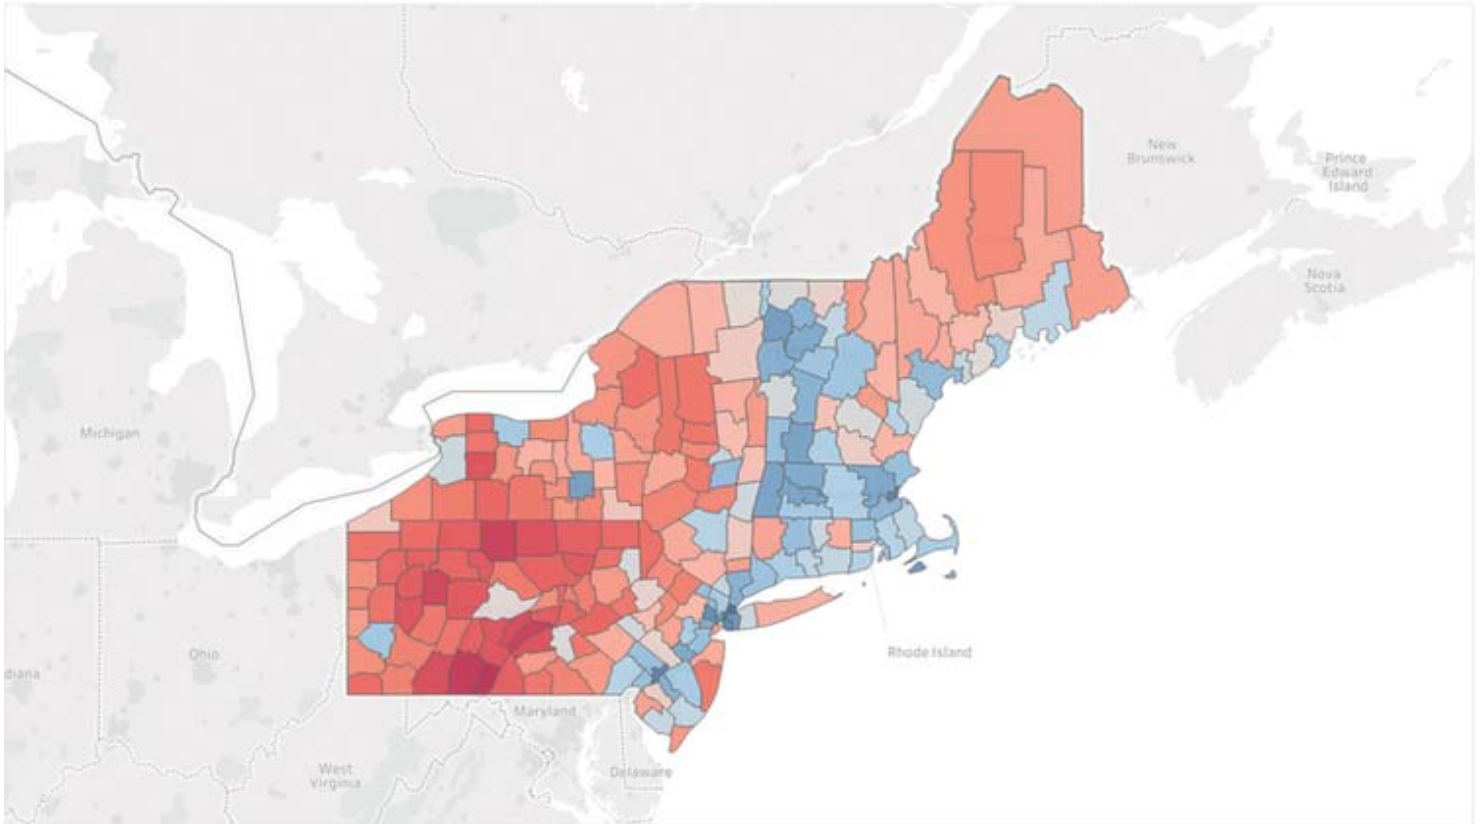 New
Brunswick
Prince
Edward
Island
Nova
Scotia
Michigan
Ohio
diana
Rhode Island
Maryland
West
Virginia
Delaware